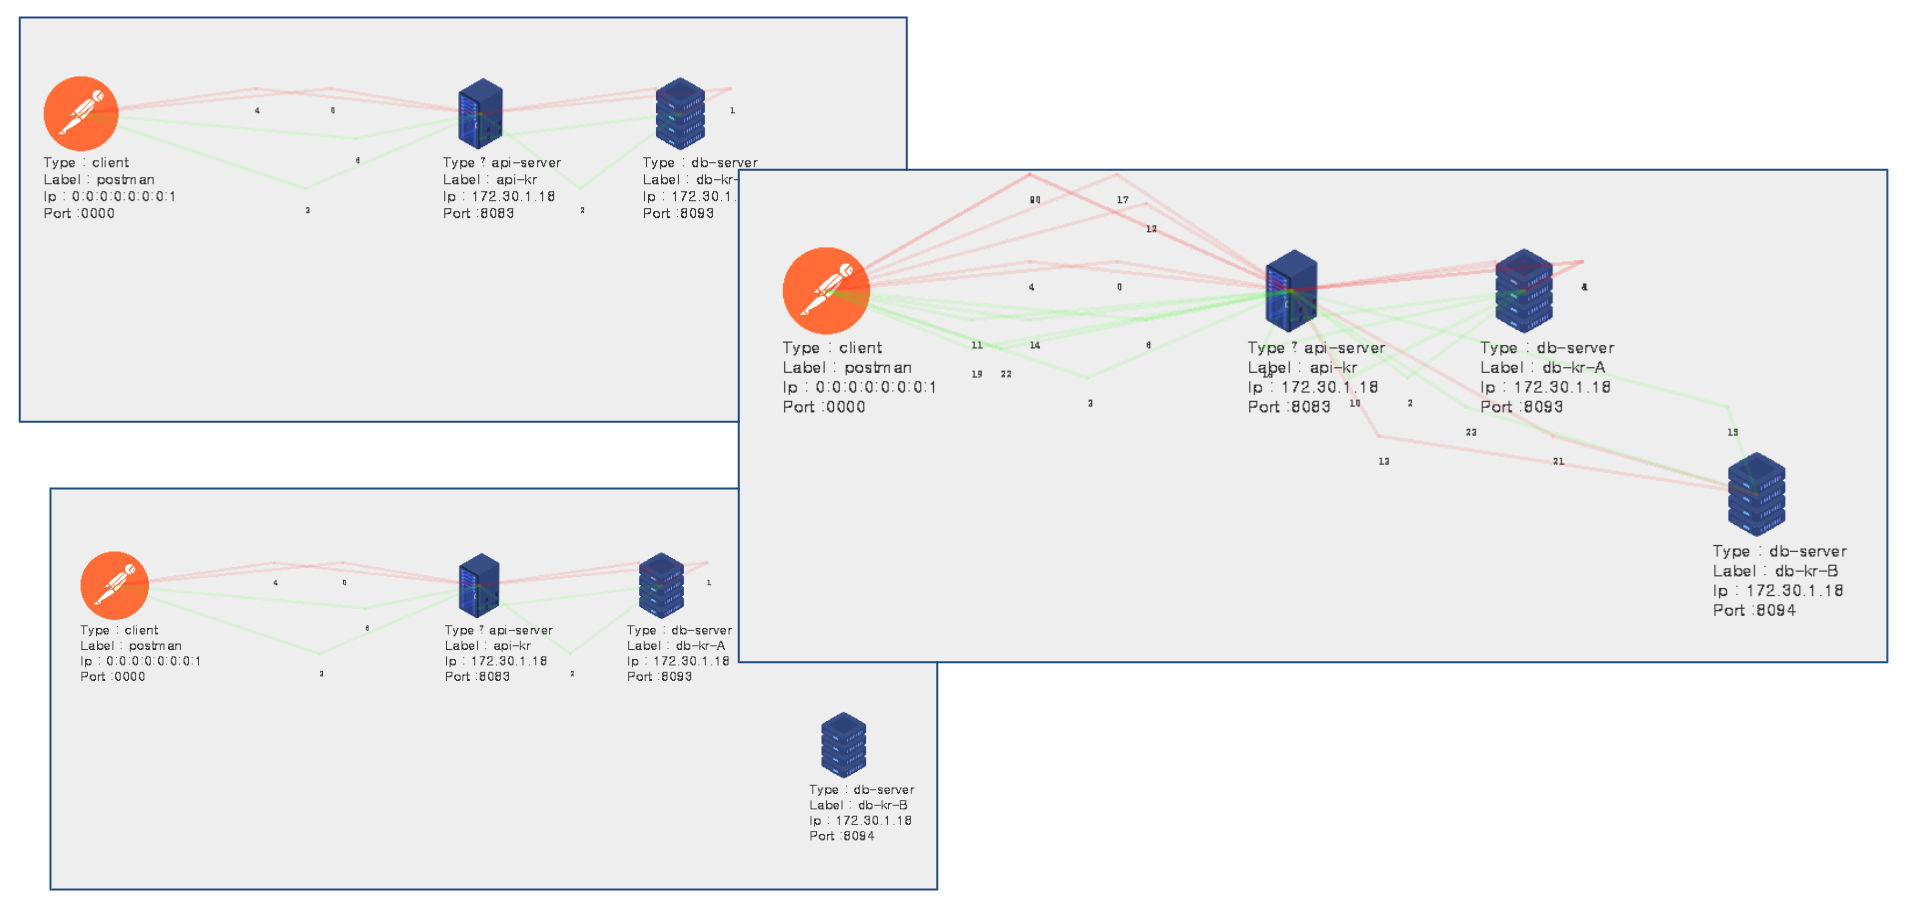 4
0
1
6
3
2
Type : client
Label : postman
Ip : 0:0:0:0:0:0:0:1
Port :0000
Type : api-server
Label : api-kr
Ip : 172.30.1.18
Port :8083
Type : db-server
Label : db-kr-
Ip : 172.30.1.
Port :8093
17
12
4
0
11
14
6
19
22
3
10
2
22
13
21
15
Type : client
Label : postman
Ip : 0:0:0:0:0:0:0:1
Port :0000
Type : api-server
Label : api-kr
Ip : 172.30.1.18
Port :8083
Type : db-server
Label : db-kr-A
Ip : 172.30.1.18
Port :8093
Type : db-server
Label : db-kr-B
Ip : 172.30.1.18
Port :8094
4
0
1
6
3
2
Type : client
Label : postman
Ip : 0:0:0:0:0:0:0:1
Port :0000
Type : api-server
Label : api-kr
Ip : 172.30.1.18
Port :8083
Type : db-server
Label : db-kr-A
Ip : 172.30.1.18
Port :8093
Type : db-server
Label : db-kr-B
Ip : 172.30.1.18
Port :8094